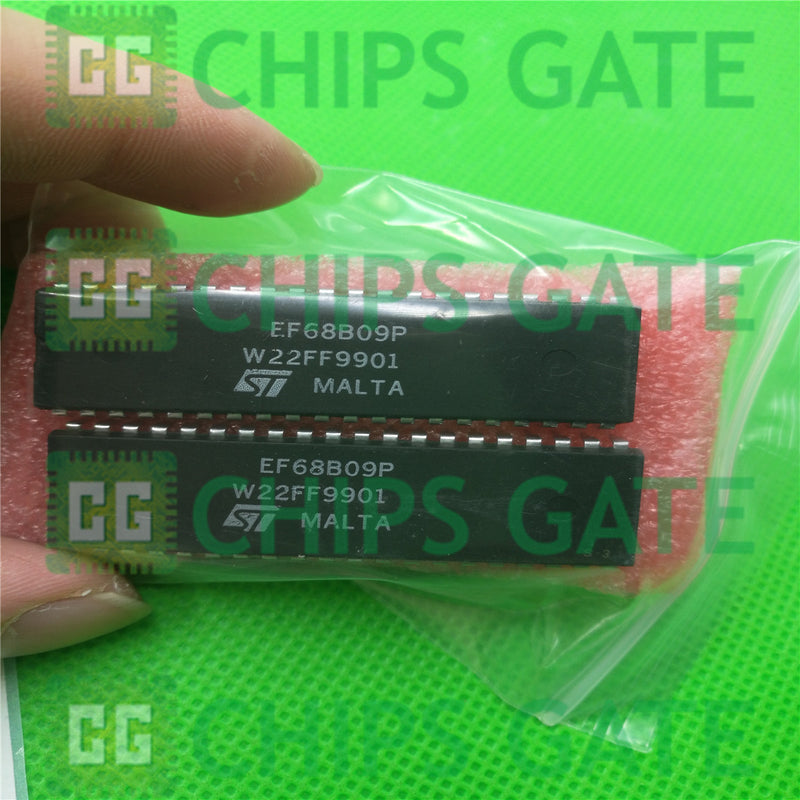 CG CHIPS GATE
CG CHIPS GATE
EF68B09P
W22FF9901
ST MALTA
EF68B09P
W22FF9901
ST MALTA
CG CHIPS GATE
S 3
CG CHIPS GATE